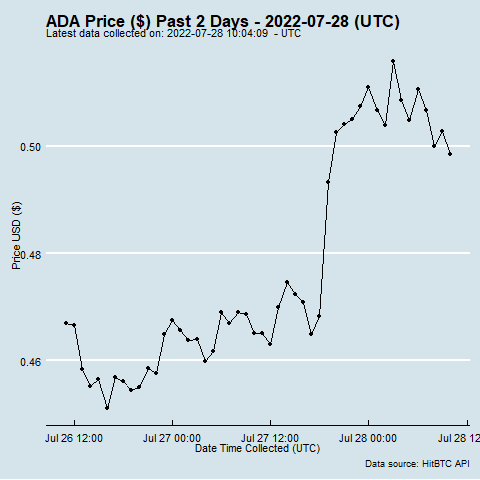 ADA Price ($) Past 2 Days - 2022-07-28 (UTC)
Latest data collected on: 2022-07-28 10:04:09 - UTC
0.50
0.48
0.46
Price USD ($)
Jul 26 12:00 Jul 27 00:00 Jul 27 12:00 Jul 28 00:00 Jul 28 12:
Date Time Collected (UTC)
Data source: HitBTC API